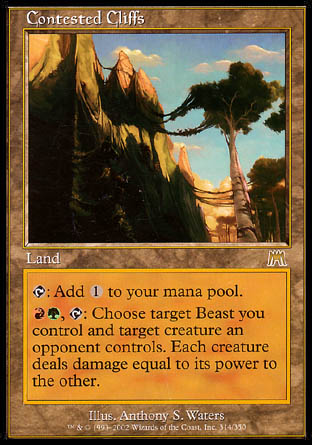 Contested Cliffs
Land
: Add 1 to your mana pool.
, : Choose target Beast you
control and target creature an
opponent controls. Each creature
deals damage equal to its power to
the other.
Illus. Anthony S. Waters
™ & © 1993-2002 Wizards of the Coast, Inc. 314/350